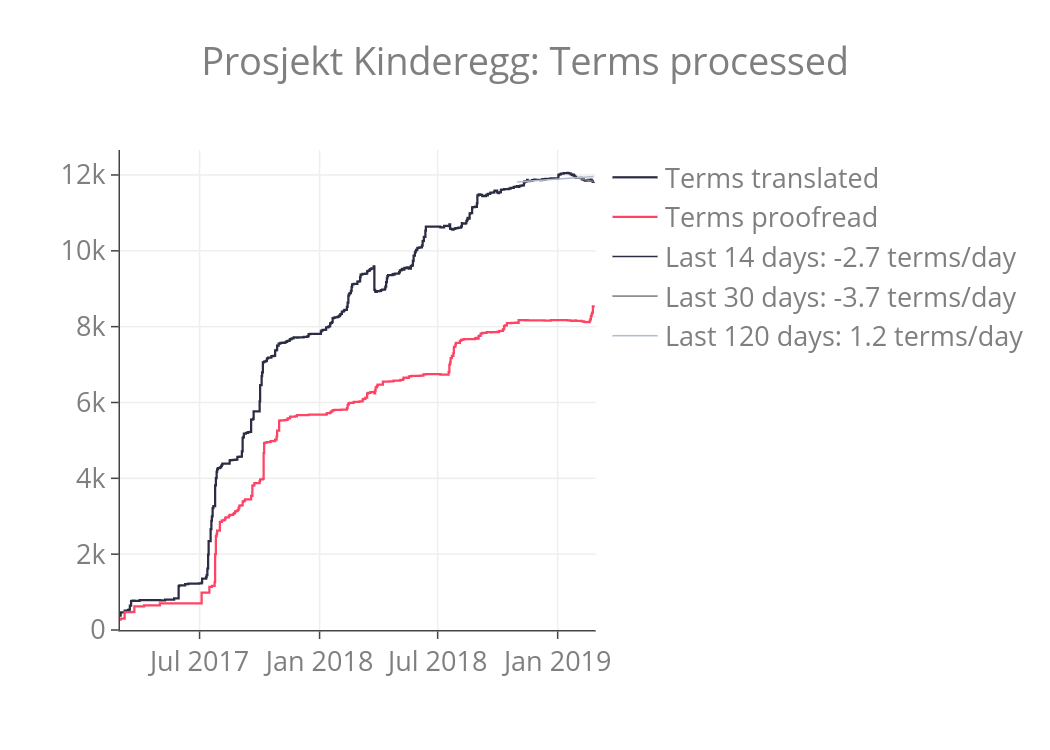 Prosjekt Kinderegg: Terms processed
12k
10k
8k
6k
4k
2k
0
Jul 2017
Jan 2018
Jul 2018
Jan 2019
Terms translated
Terms proofread
Last 14 days: -2.7 terms/day
Last 30 days: -3.7 terms/day
Last 120 days: 1.2 terms/day